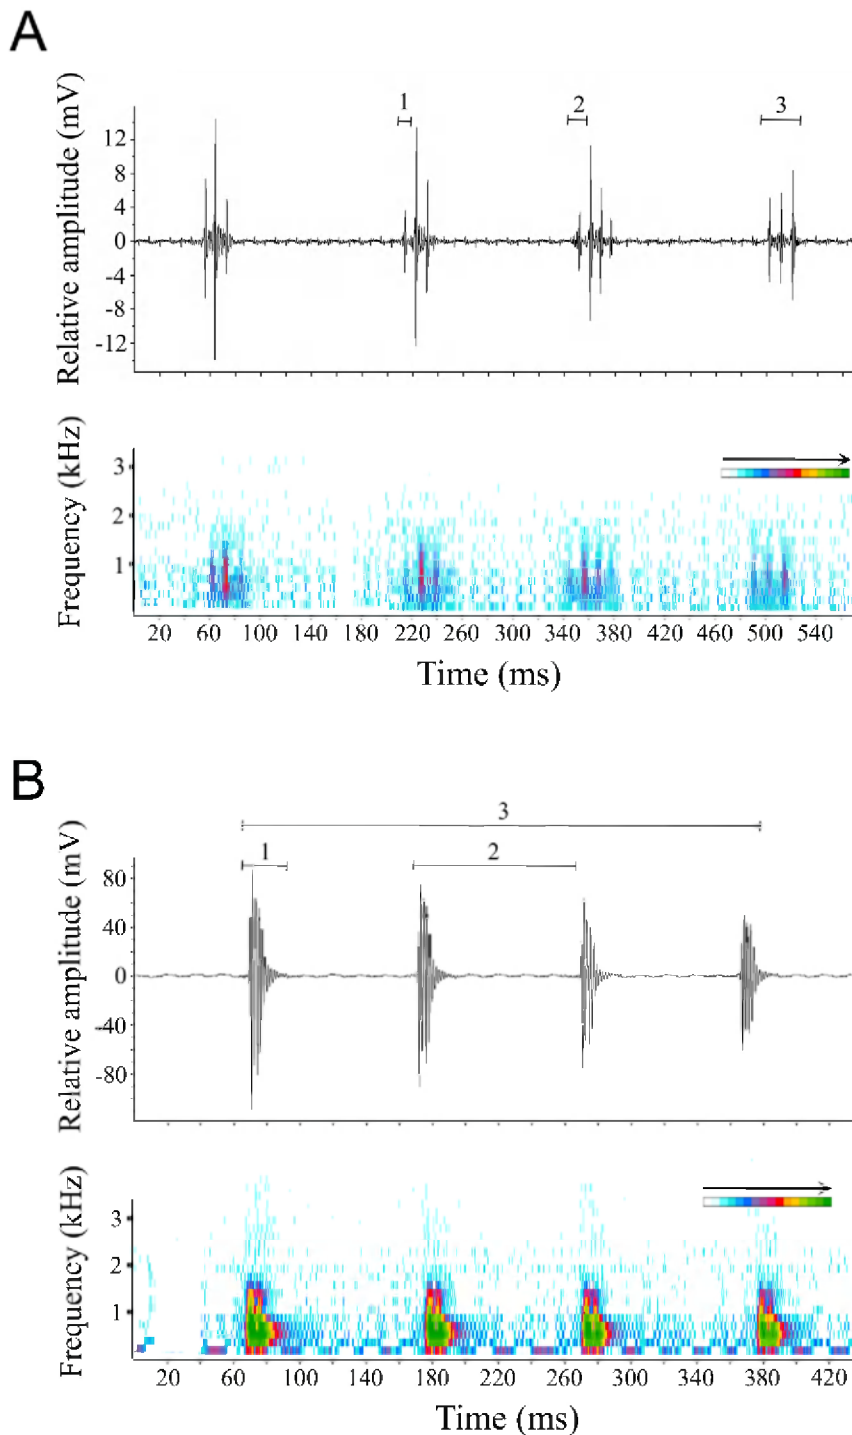 A
1 2 3
Relative amplitude (mV)
12
8
4
0
-4
-8
-12
Frequency (kHz)
3
2
1
20 60 100 140 180 220 260 300 340 380 420 460 500 540
Time (ms)
B
3
1 2
Relative amplitude (mV)
80
40
0
-40
-80
Frequency (kHz)
3
2
1
20 60 100 140 180 220 260 300 340 380 420
Time (ms)